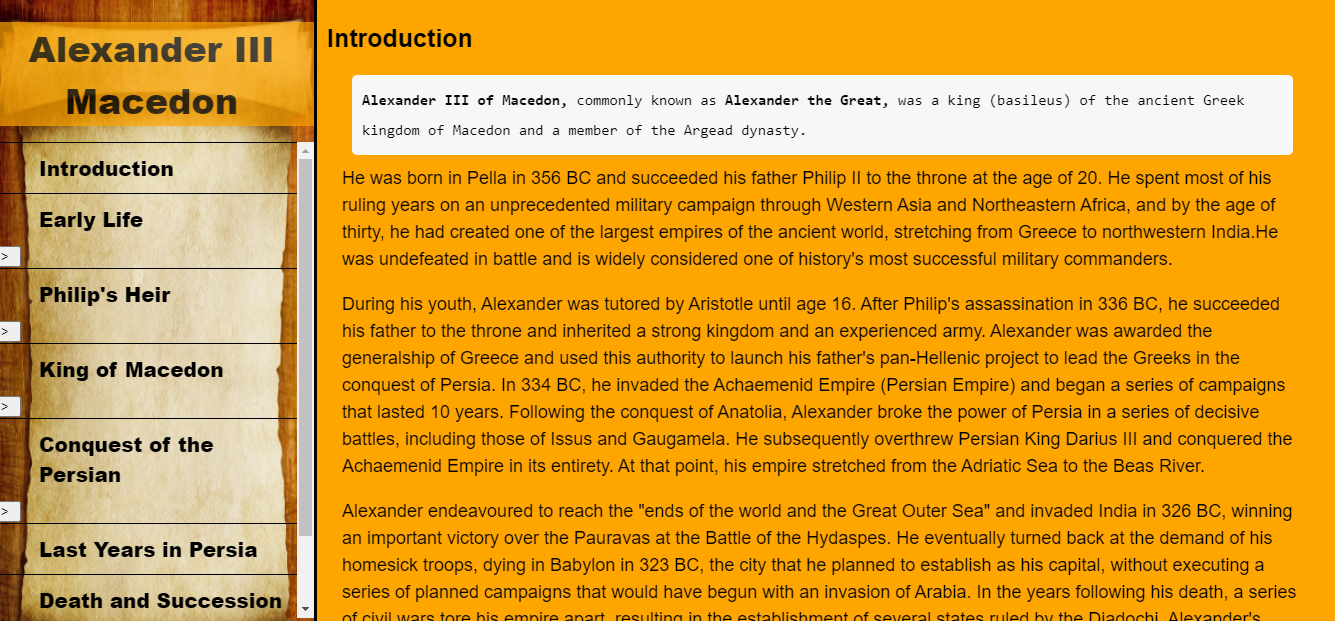 Alexander III
Macedon
Introduction
Early Life
>
Philip's Heir
>
King of Macedon
>
Conquest of the
Persian
>
Last Years in Persia
Death and Succession
Introduction
Alexander III of Macedon, commonly known as Alexander the Great, was a king (basileus) of the ancient Greek
kingdom of Macedon and a member of the Argead dynasty.
He was born in Pella in 356 BC and succeeded his father Philip II to the throne at the age of 20. He spent most of his
ruling years on an unprecedented military campaign through Western Asia and Northeastern Africa, and by the age of
thirty, he had created one of the largest empires of the ancient world, stretching from Greece to northwestern India.He
was undefeated in battle and is widely considered one of history's most successful military commanders.
During his youth, Alexander was tutored by Aristotle until age 16. After Philip's assassination in 336 BC, he succeeded
his father to the throne and inherited a strong kingdom and an experienced army. Alexander was awarded the
generalship of Greece and used this authority to launch his father's pan-Hellenic project to lead the Greeks in the
conquest of Persia. In 334 BC, he invaded the Achaemenid Empire (Persian Empire) and began a series of campaigns
that lasted 10 years. Following the conquest of Anatolia, Alexander broke the power of Persia in a series of decisive
battles, including those of Issus and Gaugamela. He subsequently overthrew Persian King Darius III and conquered the
Achaemenid Empire in its entirety. At that point, his empire stretched from the Adriatic Sea to the Beas River.
Alexander endeavoured to reach the "ends of the world and the Great Outer Sea" and invaded India in 326 BC, winning
an important victory over the Pauravas at the Battle of the Hydaspes. He eventually turned back at the demand of his
homesick troops, dying in Babylon in 323 BC, the city that he planned to establish as his capital, without executing a
series of planned campaigns that would have begun with an invasion of Arabia. In the years following his death, a series
of civil wars tore his empire apart, resulting in the establishment of several states ruled by the Diadochi, Alexander's